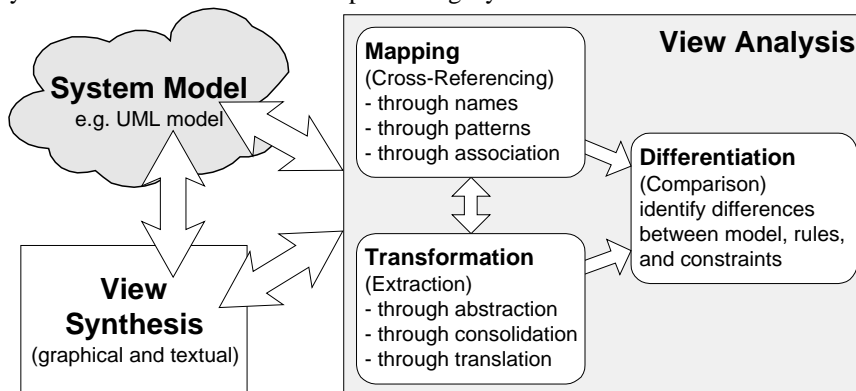 View Analysis
System Model
e.g. UML model
View
Synthesis
(graphical and textual)
Mapping
(Cross-Referencing)
- through names
- through patterns
- through association
Transformation
(Extraction)
- through abstraction
- through consolidation
- through translation
Differentiation
(Comparison)
identify differences
between model, rules,
and constraints